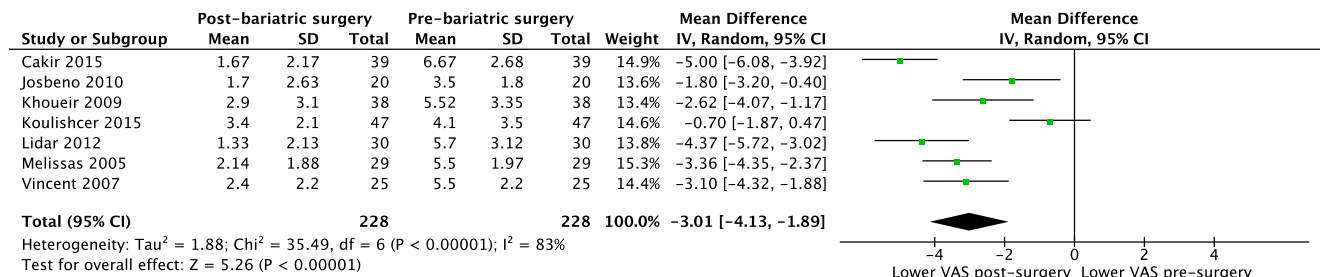 Post-bariatric surgery Pre-bariatric surgery Mean Difference Mean Difference
Study or Subgroup Mean SD Total Mean SD Total Weight IV, Random, 95% CI IV, Random, 95% CI
Cakir 2015 1.67 2.17 39 6.67 2.68 39 14.9% −5.00 [−6.08, −3.92]
Josbeno 2010 1.7 2.63 20 3.5 1.8 20 13.6% −1.80 [−3.20, −0.40]
Khoueir 2009 2.9 3.1 38 5.52 3.35 38 13.4% −2.62 [−4.07, −1.17]
Koulishcer 2015 3.4 2.1 47 4.1 3.5 47 14.6% −0.70 [−1.87, 0.47]
Lidar 2012 1.33 2.13 30 5.7 3.12 30 13.8% −4.37 [−5.72, −3.02]
Melissas 2005 2.14 1.88 29 5.5 1.97 29 15.3% −3.36 [−4.35, −2.37]
Vincent 2007 2.4 2.2 25 5.5 2.2 25 14.4% −3.10 [−4.32, −1.88]
Total (95% CI) 228 228 100.0% −3.01 [−4.13, −1.89]
Heterogeneity: Tau² = 1.88; Chi² = 35.49, df = 6 (P < 0.00001); I² = 83%
Test for overall effect: Z = 5.26 (P < 0.00001)
−4 −2 0 2 4
Lower VAS post-surgery Lower VAS pre-surgery